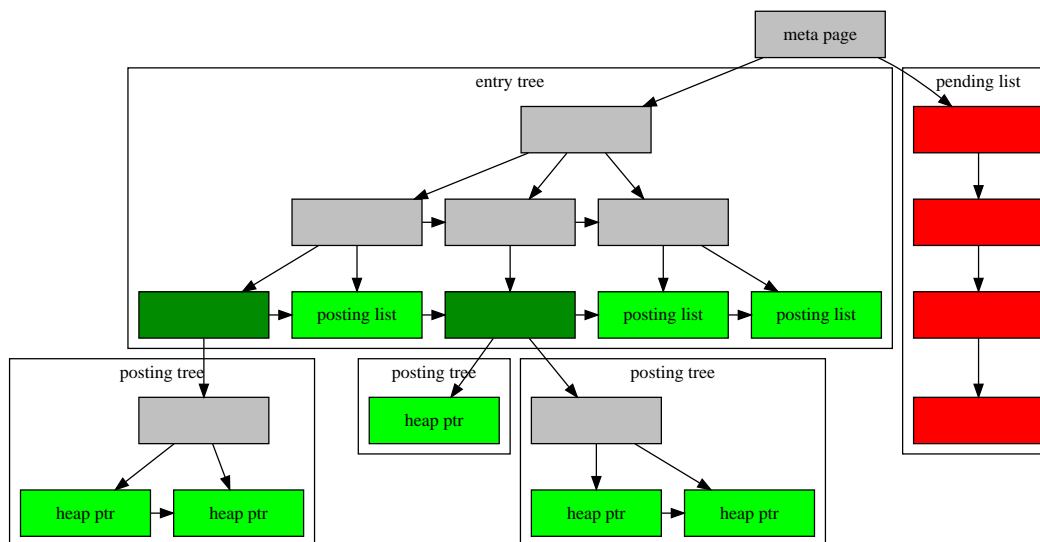 meta page
entry tree
pending list
posting list
posting list
posting list
posting tree
posting tree
posting tree
heap ptr
heap ptr
heap ptr
heap ptr
heap ptr